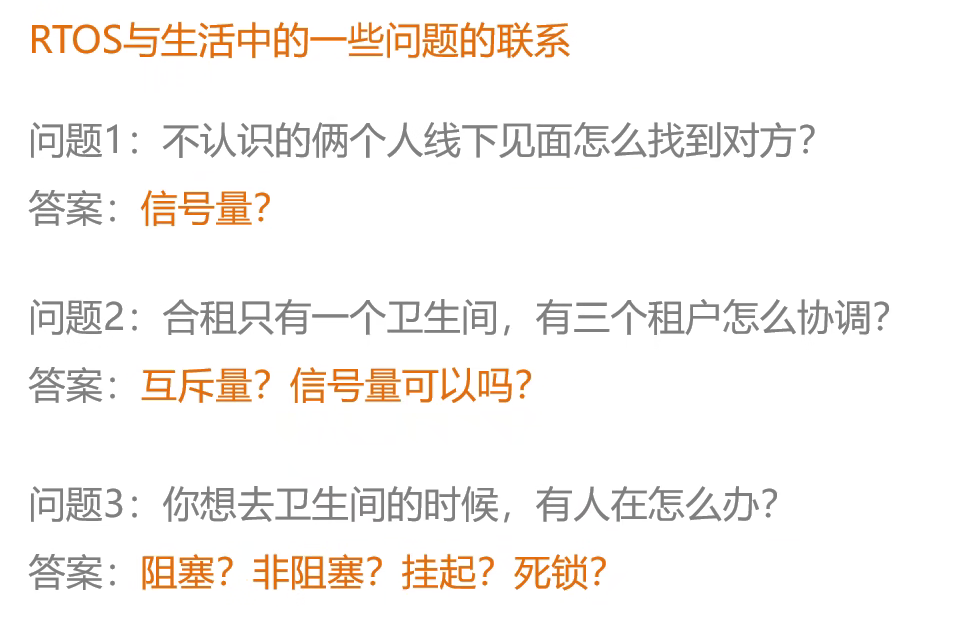 RTOS与生活中的一些问题的联系
问题1：不认识的俩个人线下见面怎么找到对方？
答案：信号量？
问题2：合租只有一个卫生间，有三个租户怎么协调？
答案：互斥量？信号量可以吗？
问题3：你想去卫生间的时候，有人在怎么办？
答案：阻塞？非阻塞？挂起？死锁？